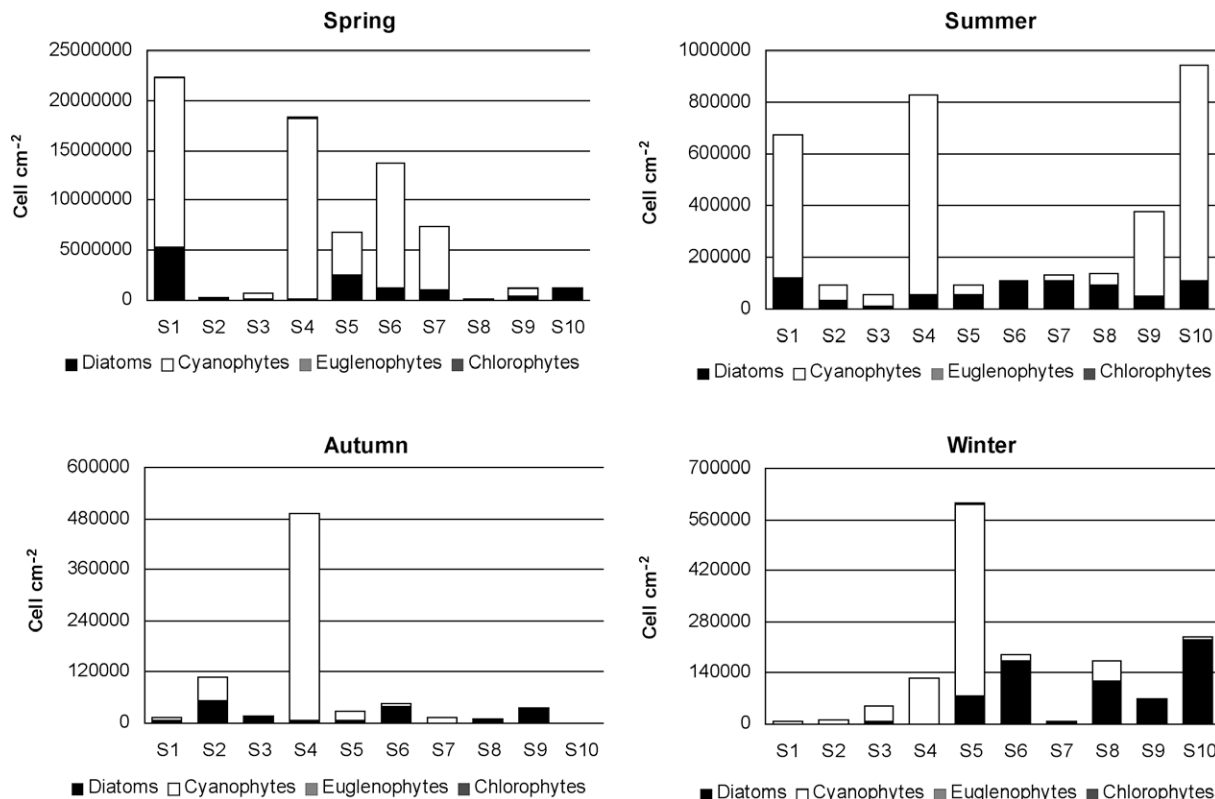 Spring
25000000
20000000
15000000
10000000
5000000
0
Cell cm⁻²
S1 S2 S3 S4 S5 S6 S7 S8 S9 S10
Diatoms Cyanophytes Euglenophytes Chlorophytes
Summer
1000000
800000
600000
400000
200000
0
Cell cm⁻²
S1 S2 S3 S4 S5 S6 S7 S8 S9 S10
Diatoms Cyanophytes Euglenophytes Chlorophytes
Autumn
600000
480000
360000
240000
120000
0
Cell cm⁻²
S1 S2 S3 S4 S5 S6 S7 S8 S9 S10
Diatoms Cyanophytes Euglenophytes Chlorophytes
Winter
700000
560000
420000
280000
140000
0
Cell cm⁻²
S1 S2 S3 S4 S5 S6 S7 S8 S9 S10
Diatoms Cyanophytes Euglenophytes Chlorophytes